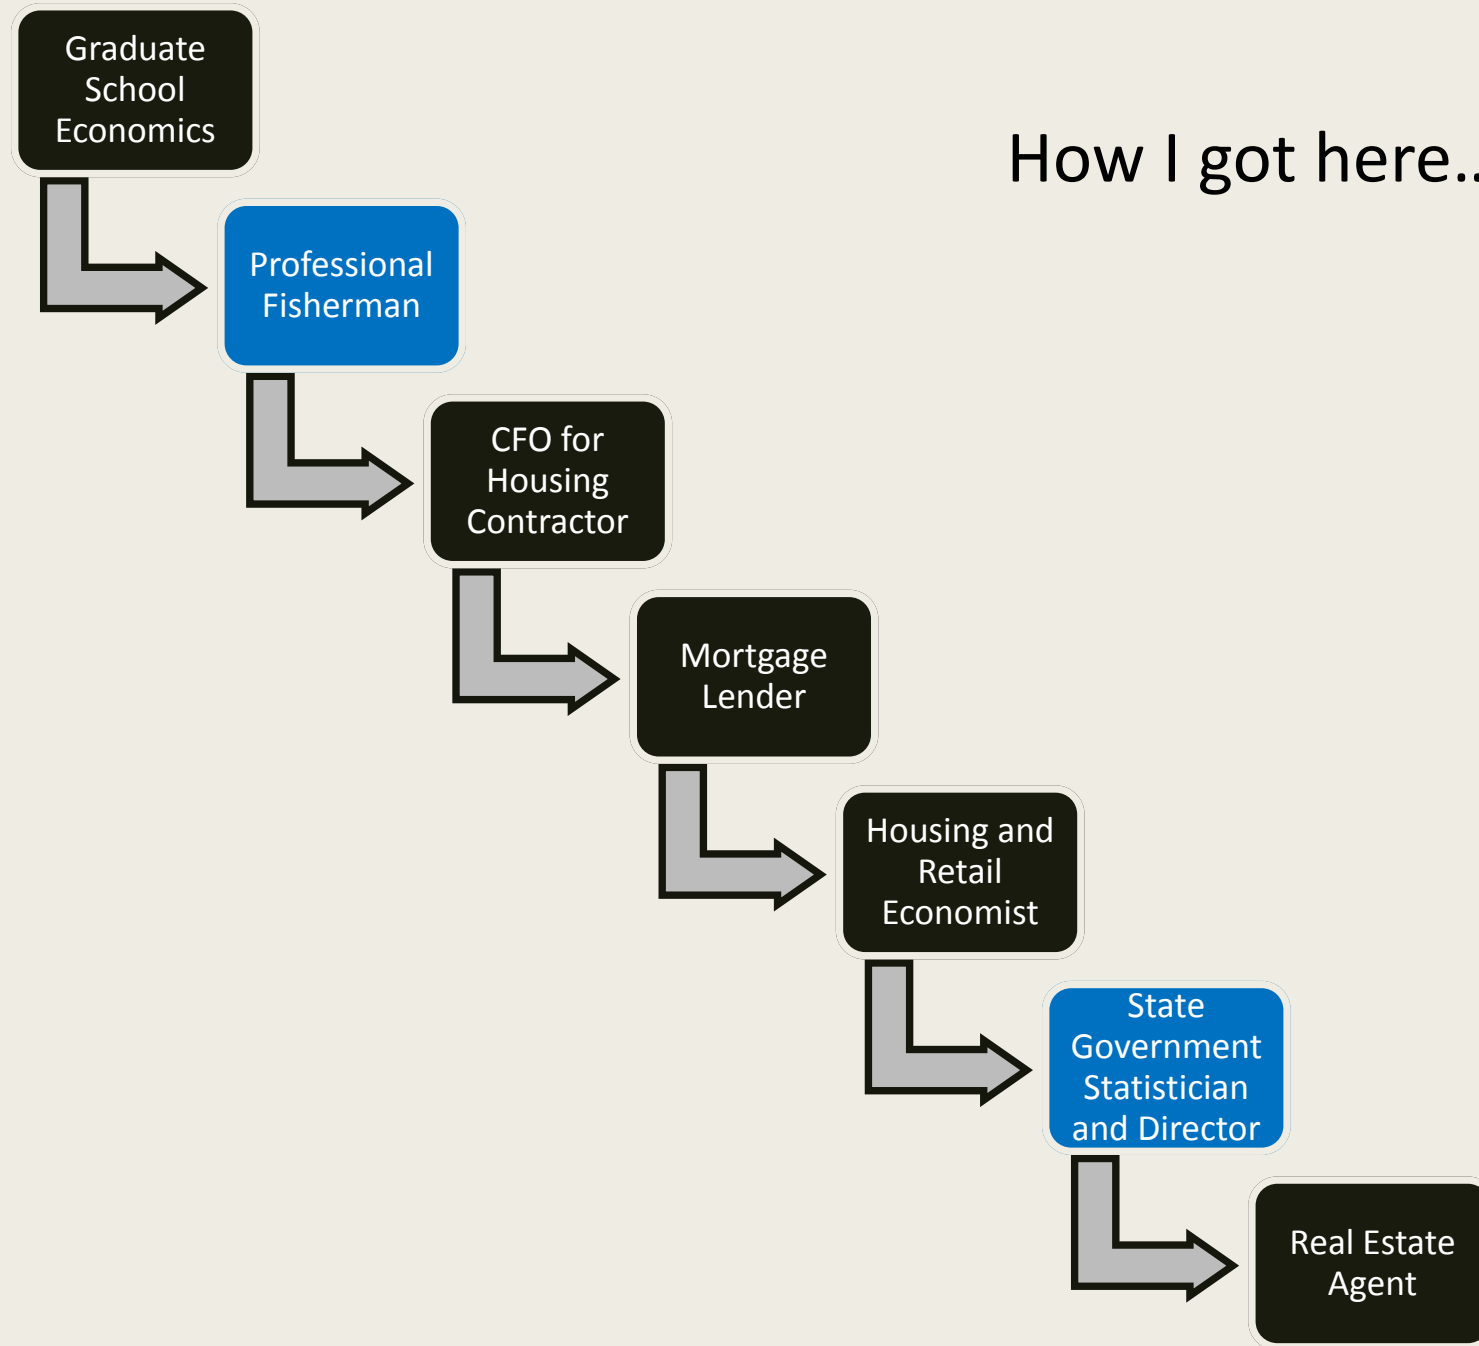 Graduate
School
Economics
How I got here..
Professional
Fisherman
CFO for
Housing
Contractor
Mortgage
Lender
Housing and
Retail
Economist
State
Government
Statistician
and Director
Real Estate
Agent